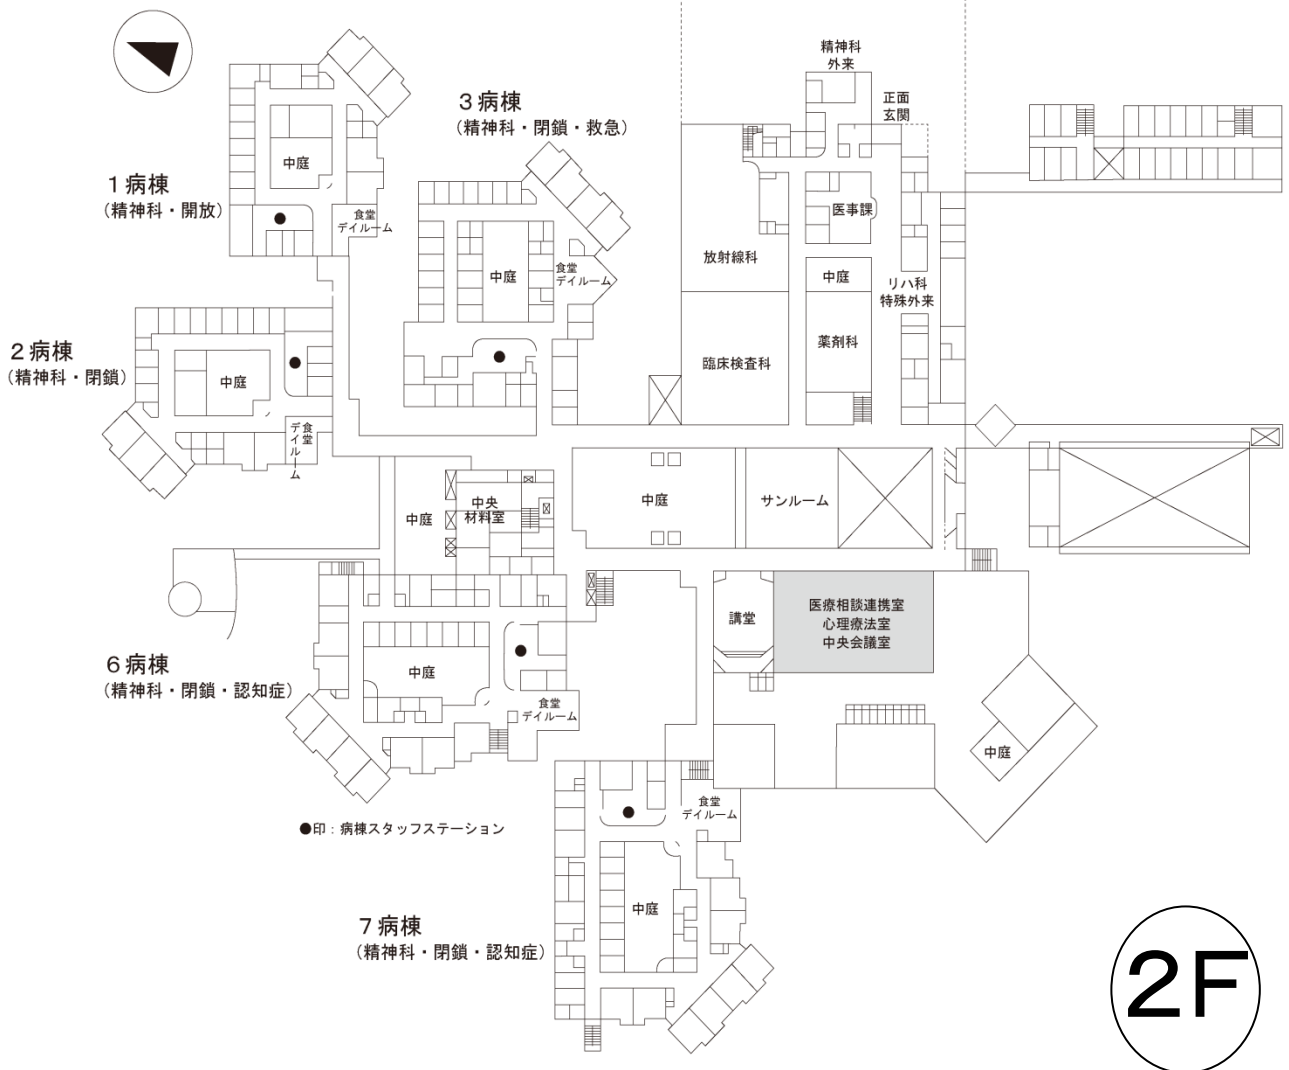 精神科
外来
正面
玄関
3病棟
(精神科・閉鎖・救急)
中庭
1病棟
(精神科・開放)
食堂
デイルーム
医事課
放射線科
中庭
食堂
デイルーム
中庭
リハ科
特殊外来
薬剤科
臨床検査科
2病棟
(精神科・閉鎖)
中庭
食堂
デイルーム
中庭
サンルーム
中央
材料室
中庭
医療相談連携室
心理療法室
中央会議室
講堂
6病棟
(精神科・閉鎖・認知症)
中庭
食堂
デイルーム
中庭
食堂
デイルーム
●印：病棟スタッフステーション
7病棟
(精神科・閉鎖・認知症)
中庭
2F